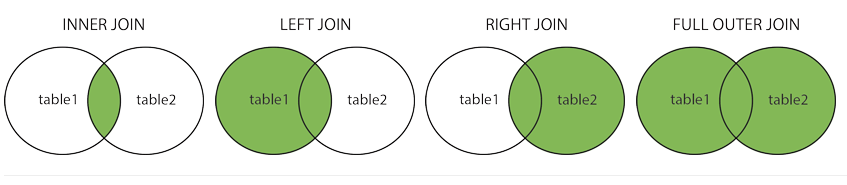 INNER JOIN
LEFT JOIN
RIGHT JOIN
FULL OUTER JOIN
table1
table2
table1
table2
table1
table2
table1
table2